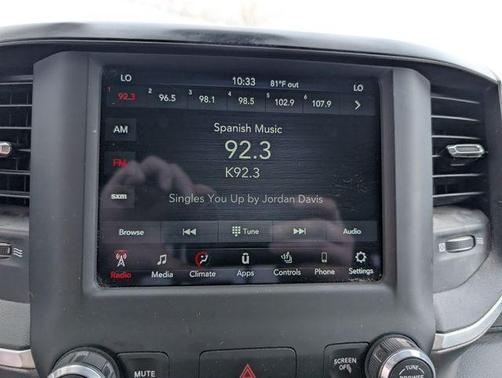 LO 10:33 81°F out LO
1 92.3 2 96.5 3 98.1 4 98.5 5 102.9 6 107.9
AM
Spanish Music
92.3
FM
K92.3
sxm
Singles You Up by Jordan Davis
Browse Tune Audio
Radio Media Climate Apps Controls Phone Settings
MUTE
SCREEN
OFF
TUNE
BROWSE